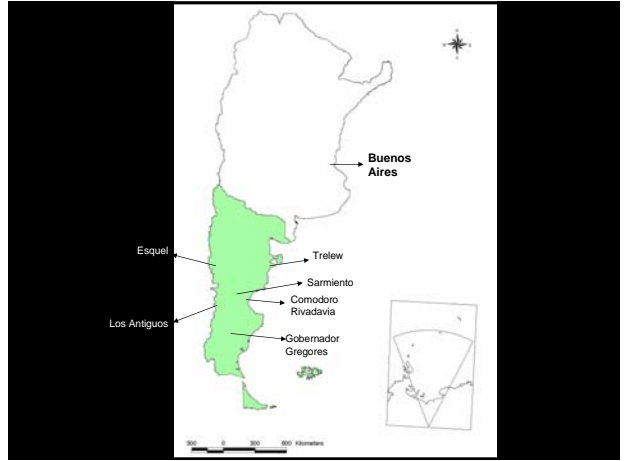 Buenos
Aires
Esquel
Trelew
Sarmiento
Comodoro
Rivadavia
Los Antiguos
Gobernador
Gregores
300 0 300 600 Kilometers